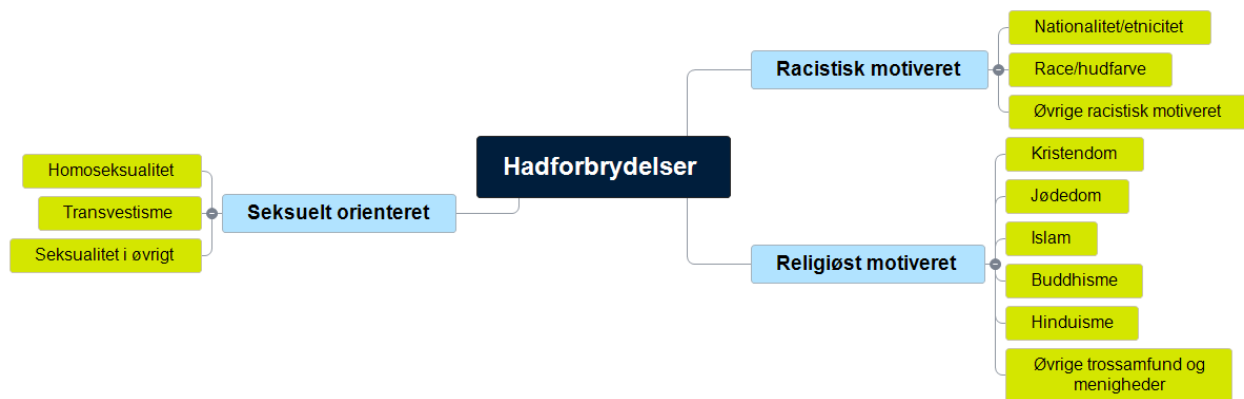 Hadforbrydelser
Racistisk motiveret
Nationalitet/etnicitet
Race/hudfarve
Øvrige racistisk motiveret
Religiøst motiveret
Kristendom
Jødedom
Islam
Buddhisme
Hinduisme
Øvrige trossamfund og
menigheder
Seksuelt orienteret
Homoseksualitet
Transvestisme
Seksualitet i øvrigt